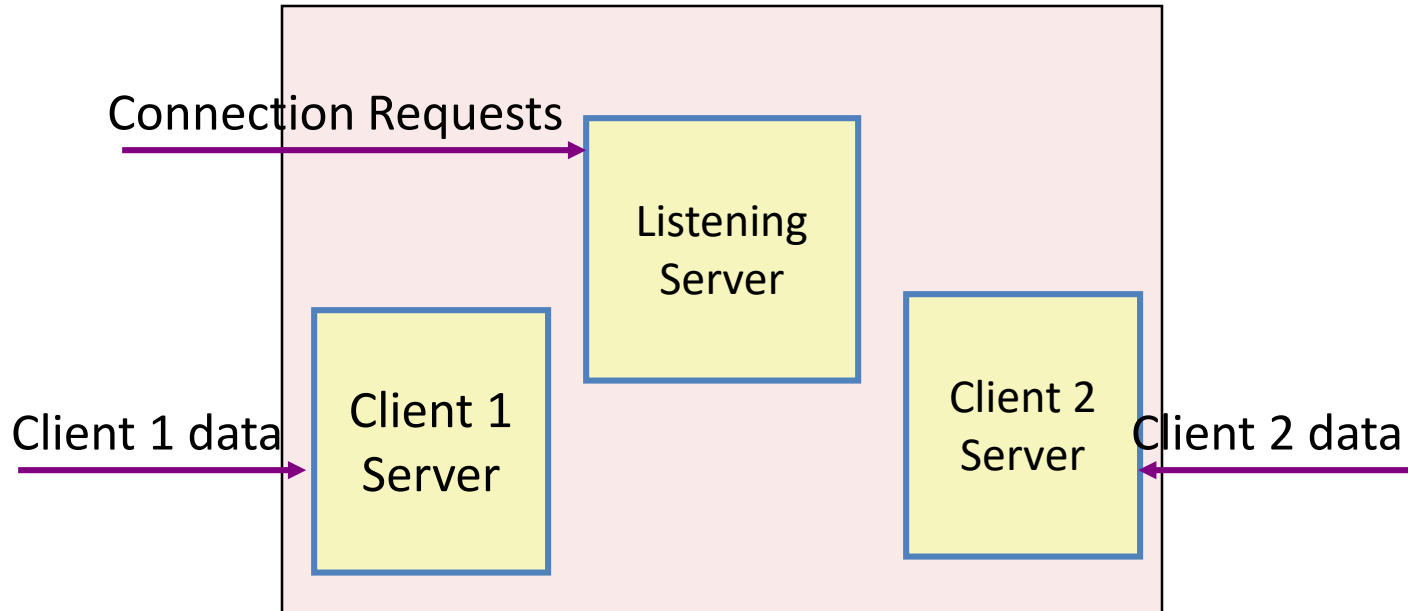 Connection Requests
Listening
Server
Client 1 data
Client 1
Server
Client 2
Server
Client 2 data